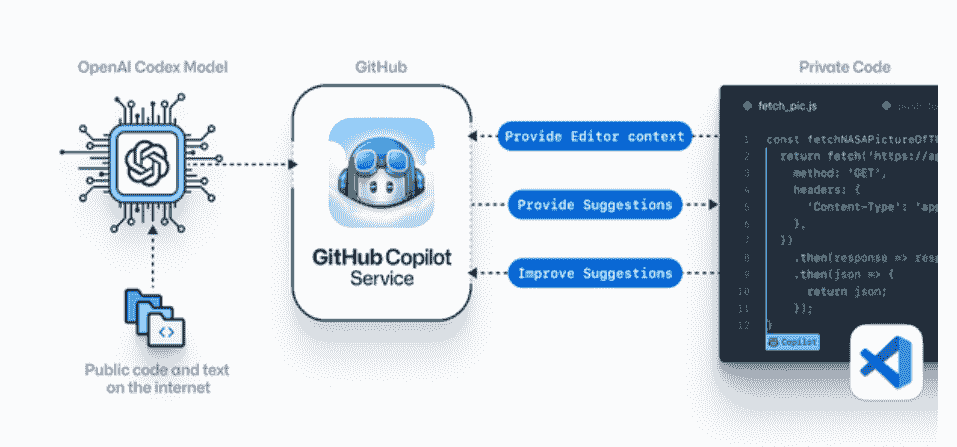 OpenAI Codex Model
GitHub
Private Code
Public code and text
on the internet
GitHub Copilot
Service
Provide Editor context
Provide Suggestions
Improve Suggestions
fetch_pic.js
1 const fetchNASAPictureOfTh
2 return fetch('https://ap
3 method: 'GET',
4 headers: {
5 'Content-Type': 'app
6 },
7 })
8 .then(response => resp
9 .then(json => {
10 return json;
11 });
12 }
Copilot